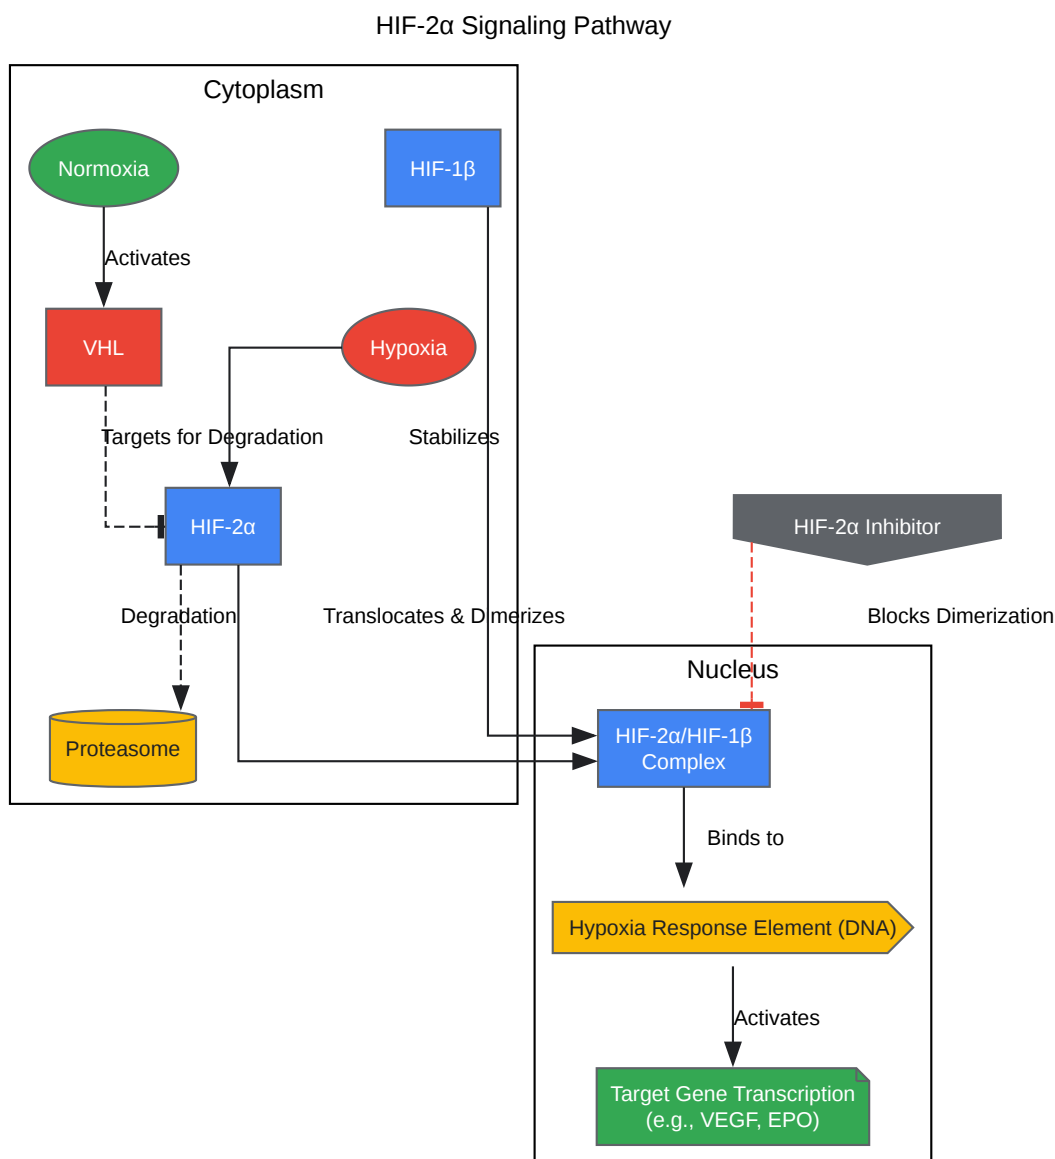 HIF-2α Signaling Pathway
Cytoplasm
Normoxia
HIF-1β
Activates
VHL
Hypoxia
Targets for Degradation
Stabilizes
HIF-2α
HIF-2α Inhibitor
Degradation
Translocates & Dimerizes
Blocks Dimerization
Nucleus
Proteasome
HIF-2α/HIF-1β
Complex
Binds to
Hypoxia Response Element (DNA)
Activates
Target Gene Transcription
(e.g., VEGF, EPO)